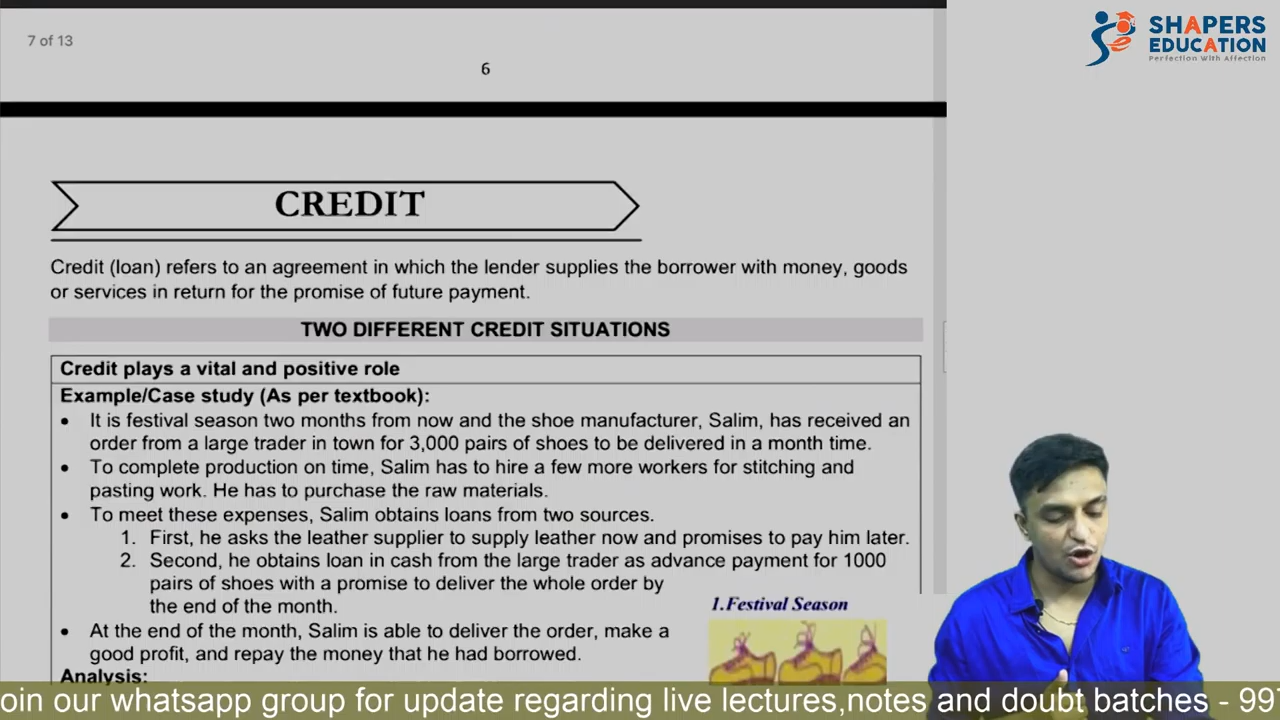 7 of 13
SHAPERS
EDUCATION
Perfection With Affection
6
CREDIT
Credit (loan) refers to an agreement in which the lender supplies the borrower with money, goods
or services in return for the promise of future payment.
TWO DIFFERENT CREDIT SITUATIONS
Credit plays a vital and positive role
Example/Case study (As per textbook):
• It is festival season two months from now and the shoe manufacturer, Salim, has received an
order from a large trader in town for 3,000 pairs of shoes to be delivered in a month time.
• To complete production on time, Salim has to hire a few more workers for stitching and
pasting work. He has to purchase the raw materials.
• To meet these expenses, Salim obtains loans from two sources.
1. First, he asks the leather supplier to supply leather now and promises to pay him later.
2. Second, he obtains loan in cash from the large trader as advance payment for 1000
pairs of shoes with a promise to deliver the whole order by
the end of the month.
1.Festival Season
• At the end of the month, Salim is able to deliver the order, make a
good profit, and repay the money that he had borrowed.
Analysis:
oin our whatsapp group for update regarding live lectures,notes and doubt batches - 997